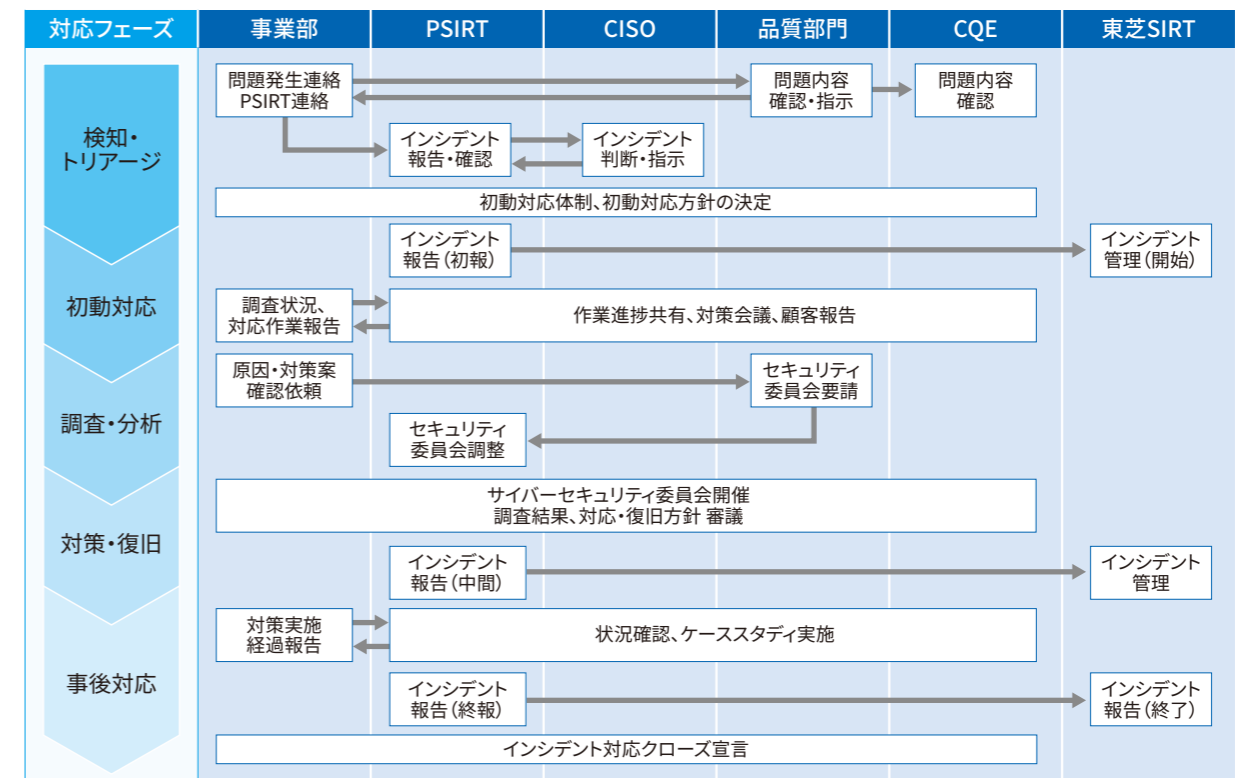 対応フェーズ
事業部
PSIRT
CISO
品質部門
CQE
東芝SIRT
検知・
トリアージ
問題発生連絡
PSIRT連絡
問題内容
確認・指示
問題内容
確認
インシデント
報告・確認
インシデント
判断・指示
初動対応体制、初動対応方針の決定
初動対応
インシデント
報告（初報）
インシデント
管理（開始）
調査状況、
対応作業報告
作業進捗共有、対策会議、顧客報告
調査・分析
原因・対策案
確認依頼
セキュリティ
委員会要請
セキュリティ
委員会調整
サイバーセキュリティ委員会開催
調査結果、対応・復旧方針 審議
対策・復旧
インシデント
報告（中間）
インシデント
管理
対策実施
経過報告
状況確認、ケーススタディ実施
事後対応
インシデント
報告（終報）
インシデント
報告（終了）
インシデント対応クローズ宣言